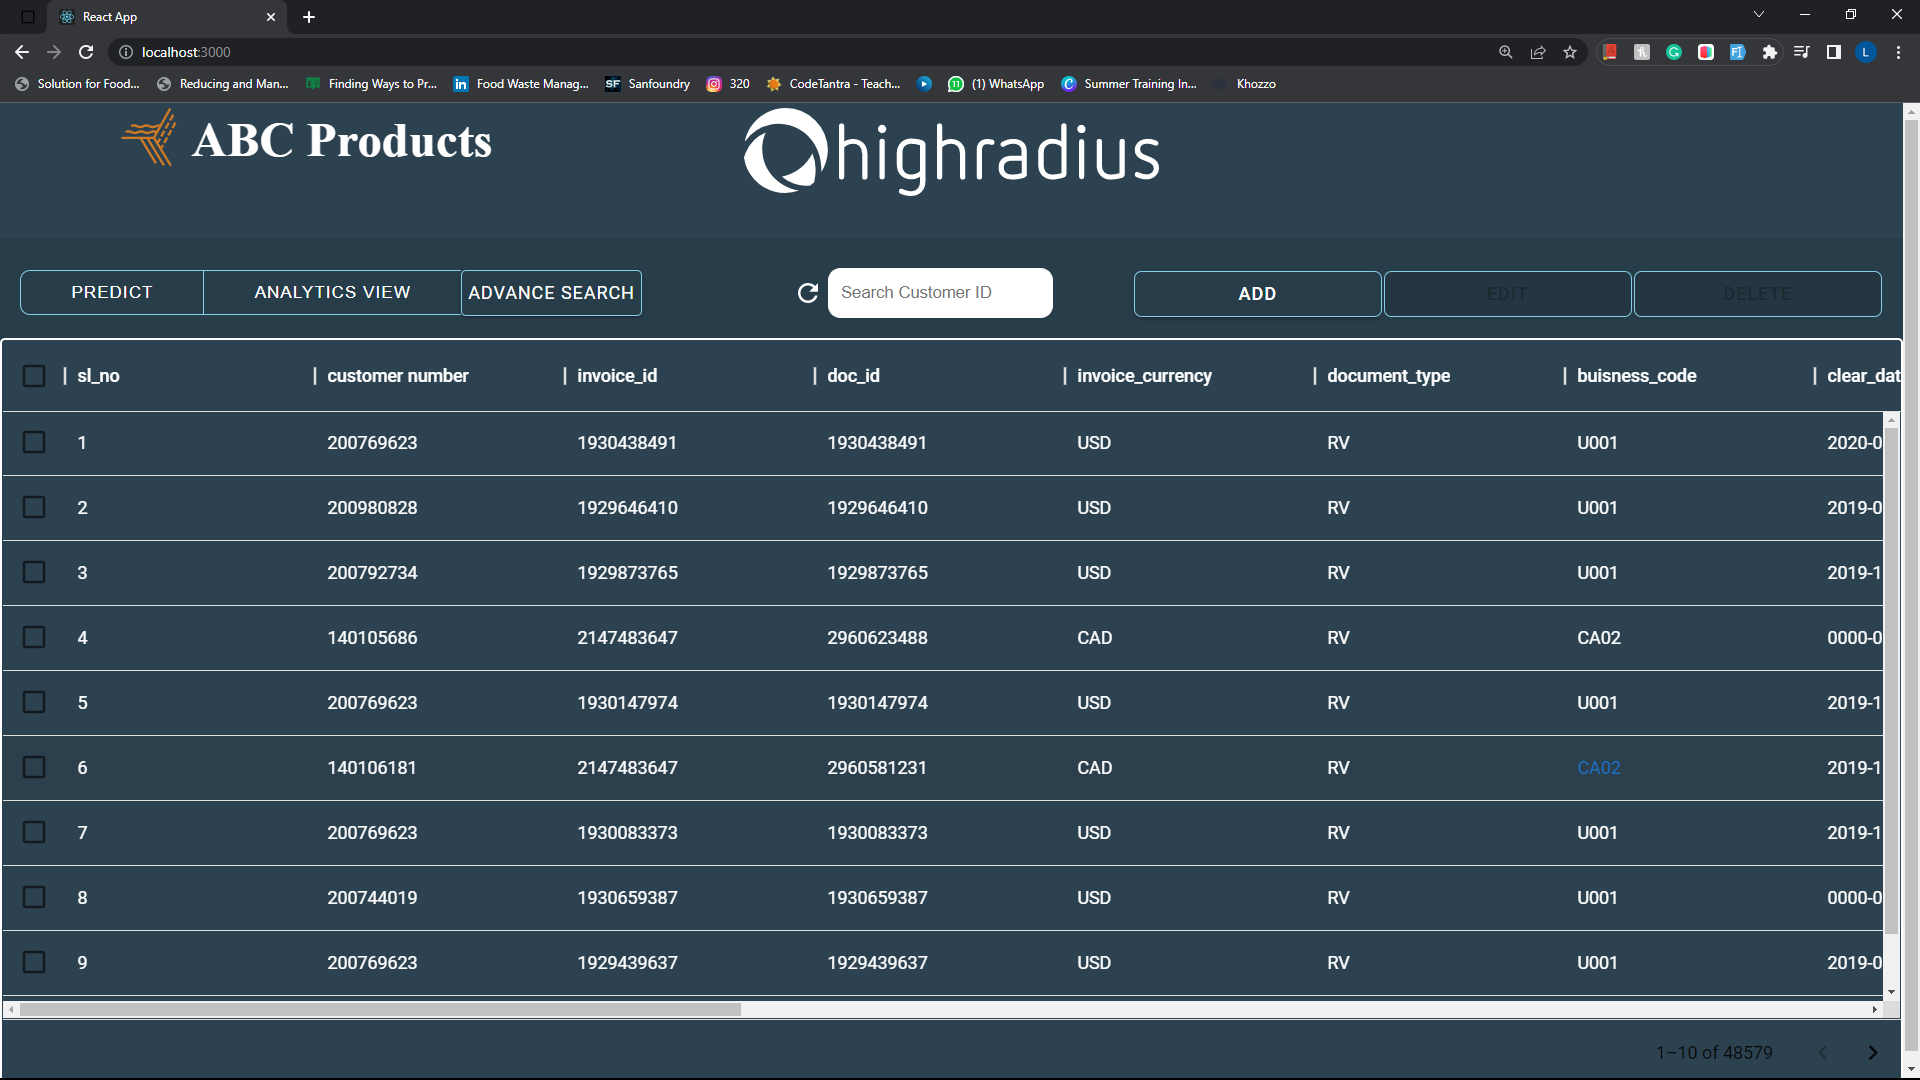 React App
localhost:3000
L
Solution for Food... Reducing and Man... Finding Ways to Pr... in Food Waste Manag... SF Sanfoundry 320 CodeTantra - Teach... 11 (1) WhatsApp Summer Training In... Khozzo
ABC Products highradius
PREDICT ANALYTICS VIEW ADVANCE SEARCH Search Customer ID ADD EDIT DELETE
sl_no customer number invoice_id doc_id invoice_currency document_type buisness_code clear_dat
1 200769623 1930438491 1930438491 USD RV U001 2020-0
2 200980828 1929646410 1929646410 USD RV U001 2019-0
3 200792734 1929873765 1929873765 USD RV U001 2019-1
4 140105686 2147483647 2960623488 CAD RV CA02 0000-0
5 200769623 1930147974 1930147974 USD RV U001 2019-1
6 140106181 2147483647 2960581231 CAD RV CA02 2019-1
7 200769623 1930083373 1930083373 USD RV U001 2019-1
8 200744019 1930659387 1930659387 USD RV U001 0000-0
9 200769623 1929439637 1929439637 USD RV U001 2019-0
1–10 of 48579